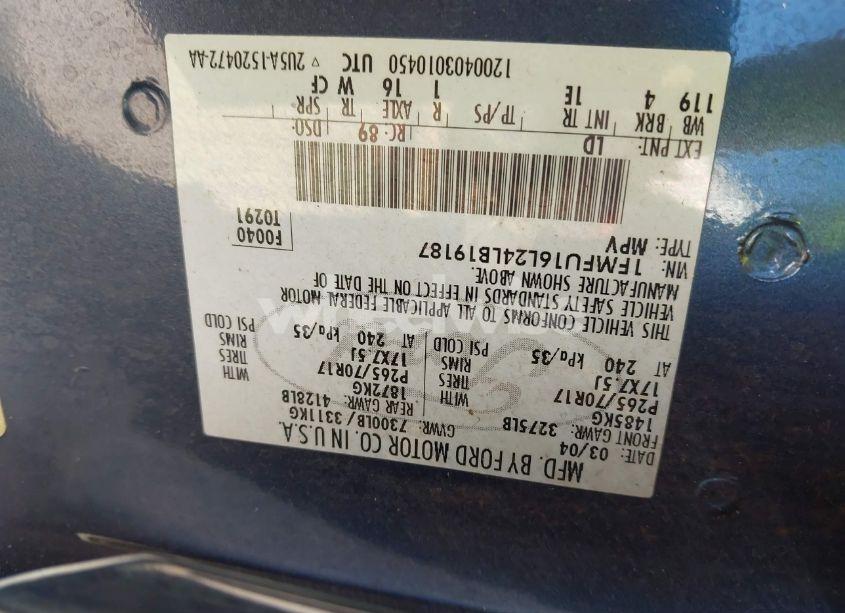 MFD. BY FORD MOTOR CO. IN U.S.A.
DATE: 03/04 GVWR: 7300LB/3311KG
FRONT GAWR: 3275LB REAR GAWR: 4128LB
1485KG WITH 1872KG WITH
P265/70R17 TIRES P265/70R17 TIRES
17X7.5J RIMS 17X7.5J RIMS
AT 240 kPa/35 PSI COLD AT 240 kPa/35 PSI COLD
THIS VEHICLE CONFORMS TO ALL APPLICABLE FEDERAL MOTOR
VEHICLE SAFETY STANDARDS IN EFFECT ON THE DATE OF
MANUFACTURE SHOWN ABOVE.
VIN: 1FMFU16L24LB19187 F0040
TYPE: MPV T0291
EXT PNT: LD RC: 89 DSO:
WB BRK INT TR TP/PS R AXLE TR SPR
119 4 1E 1 16 W CF
1200403010450 UTC ▽ 2U5A-1520472-AA